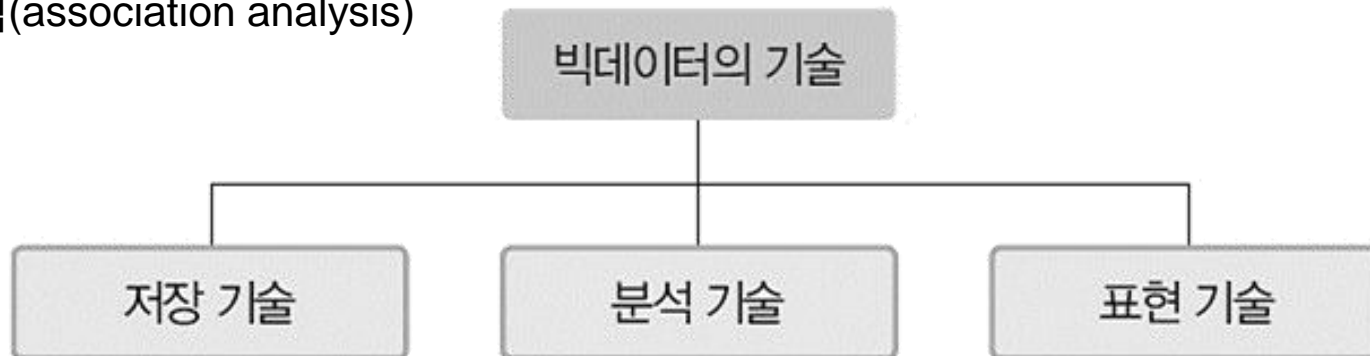 (association analysis)
빅데이터의 기술
저장 기술
분석 기술
표현 기술